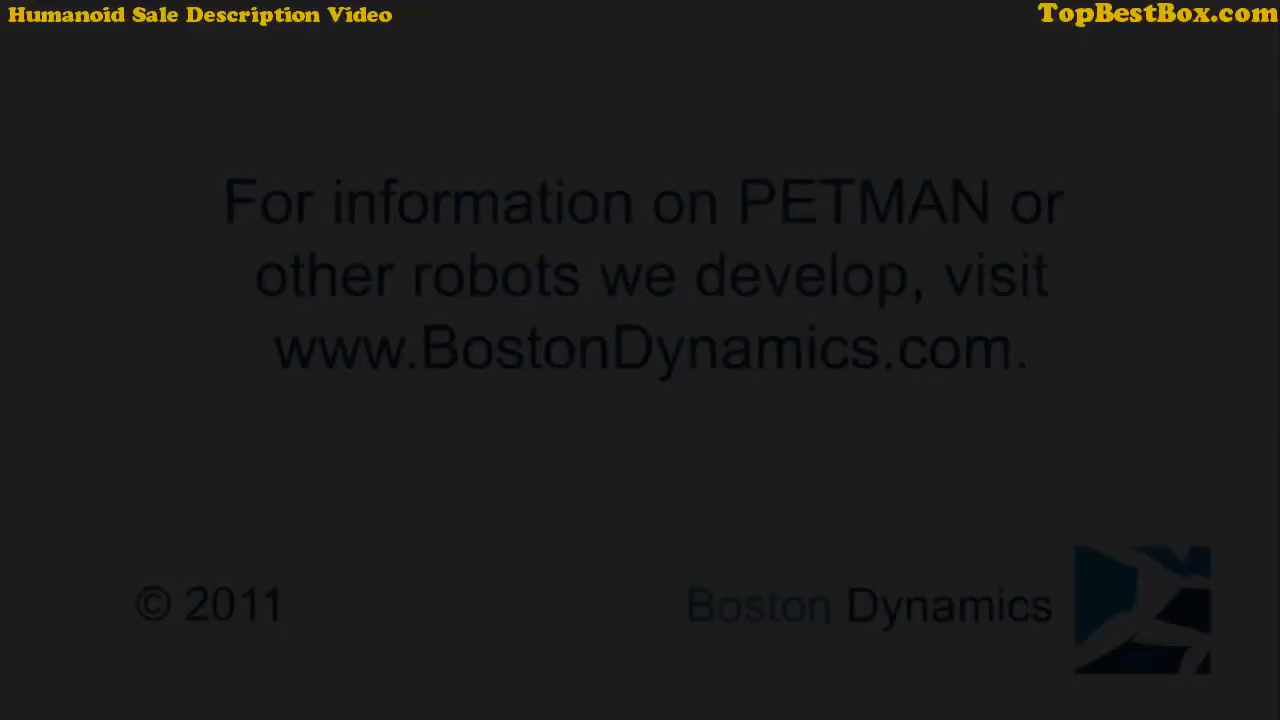 Humanoid Sale Description Video
TopBestBox.com
For information on PETMAN or
other robots we develop, visit
www.BostonDynamics.com.
© 2011
Boston Dynamics